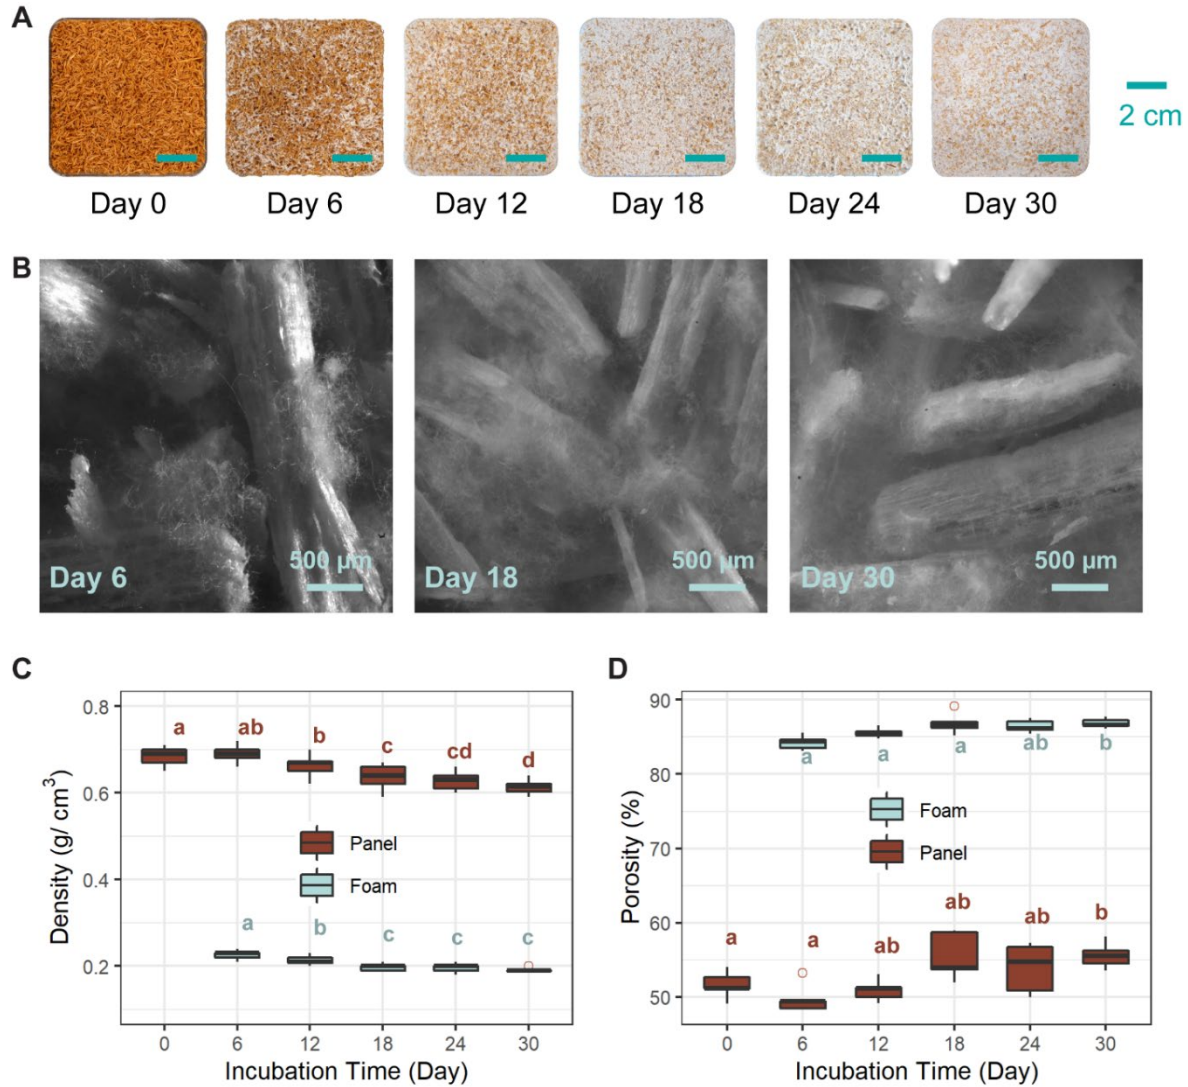 A
2 cm
Day 0
Day 6
Day 12
Day 18
Day 24
Day 30
B
Day 6
500 µm
Day 18
500 µm
Day 30
500 µm
C
Density (g/ cm³)
0.8
0.6
0.4
0.2
a
ab
b
c
cd
d
Panel
Foam
a
b
c
c
c
0
6
12
18
24
30
Incubation Time (Day)
D
Porosity (%)
90
80
70
60
50
a
a
a
ab
b
Foam
Panel
a
a
ab
ab
ab
b
0
6
12
18
24
30
Incubation Time (Day)